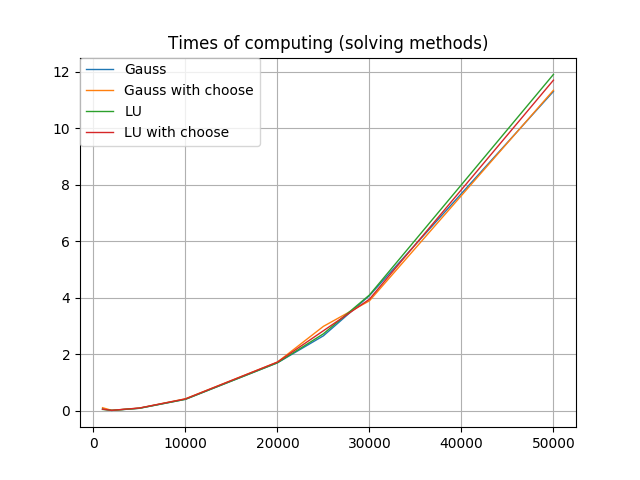 Times of computing (solving methods)
Gauss
Gauss with choose
LU
LU with choose
12
10
8
6
4
2
0
0 10000 20000 30000 40000 50000